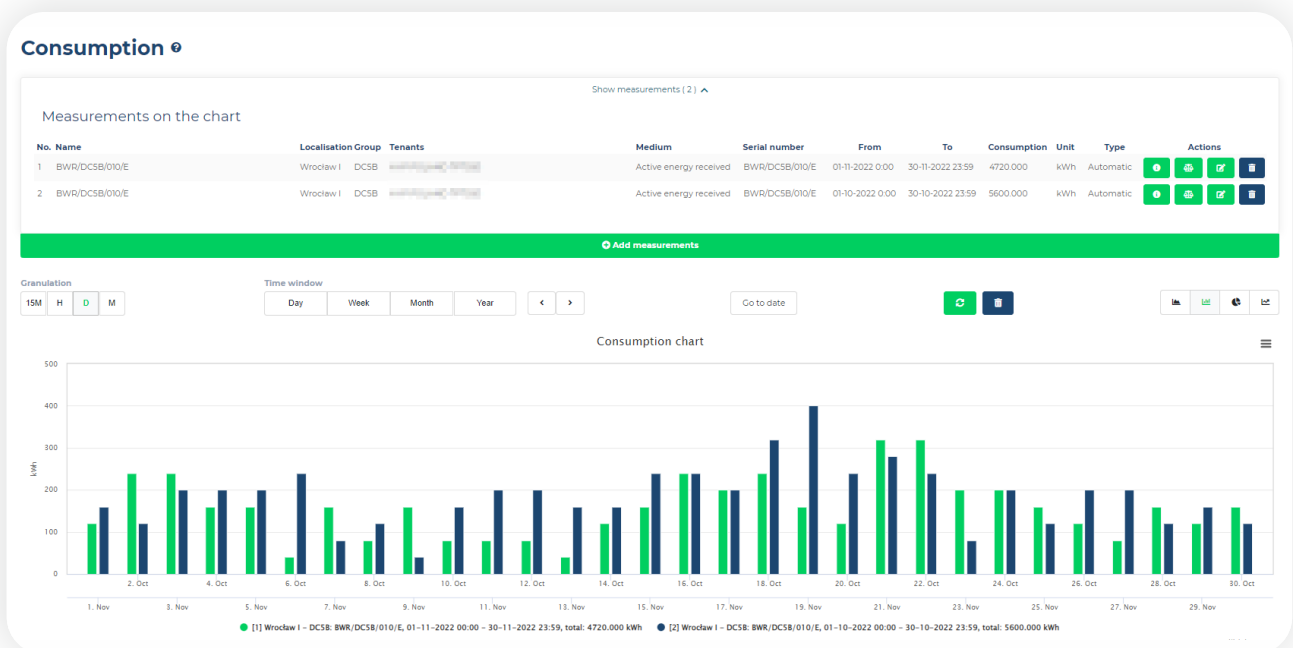 Consumption
Show measurements ( 2 )
Measurements on the chart
No. Name Localisation Group Tenants Medium Serial number From To Consumption Unit Type Actions
1 BWR/DC5B/010/E Wrocław I DC5B Active energy received BWR/DC5B/010/E 01-11-2022 0:00 30-11-2022 23:59 4720.000 kWh Automatic
2 BWR/DC5B/010/E Wrocław I DC5B Active energy received BWR/DC5B/010/E 01-10-2022 0:00 30-10-2022 23:59 5600.000 kWh Automatic
Add measurements
Granulation Time window
15M H D M Day Week Month Year < > Go to date
Consumption chart
500
400
300
200
100
0
kWh
2. Oct 4. Oct 6. Oct 8. Oct 10. Oct 12. Oct 14. Oct 16. Oct 18. Oct 20. Oct 22. Oct 24. Oct 26. Oct 28. Oct 30. Oct
1. Nov 3. Nov 5. Nov 7. Nov 9. Nov 11. Nov 13. Nov 15. Nov 17. Nov 19. Nov 21. Nov 23. Nov 25. Nov 27. Nov 29. Nov
[1] Wrocław I - DC5B: BWR/DC5B/010/E, 01-11-2022 00:00 - 30-11-2022 23:59, total: 4720.000 kWh [2] Wrocław I - DC5B: BWR/DC5B/010/E, 01-10-2022 00:00 - 30-10-2022 23:59, total: 5600.000 kWh